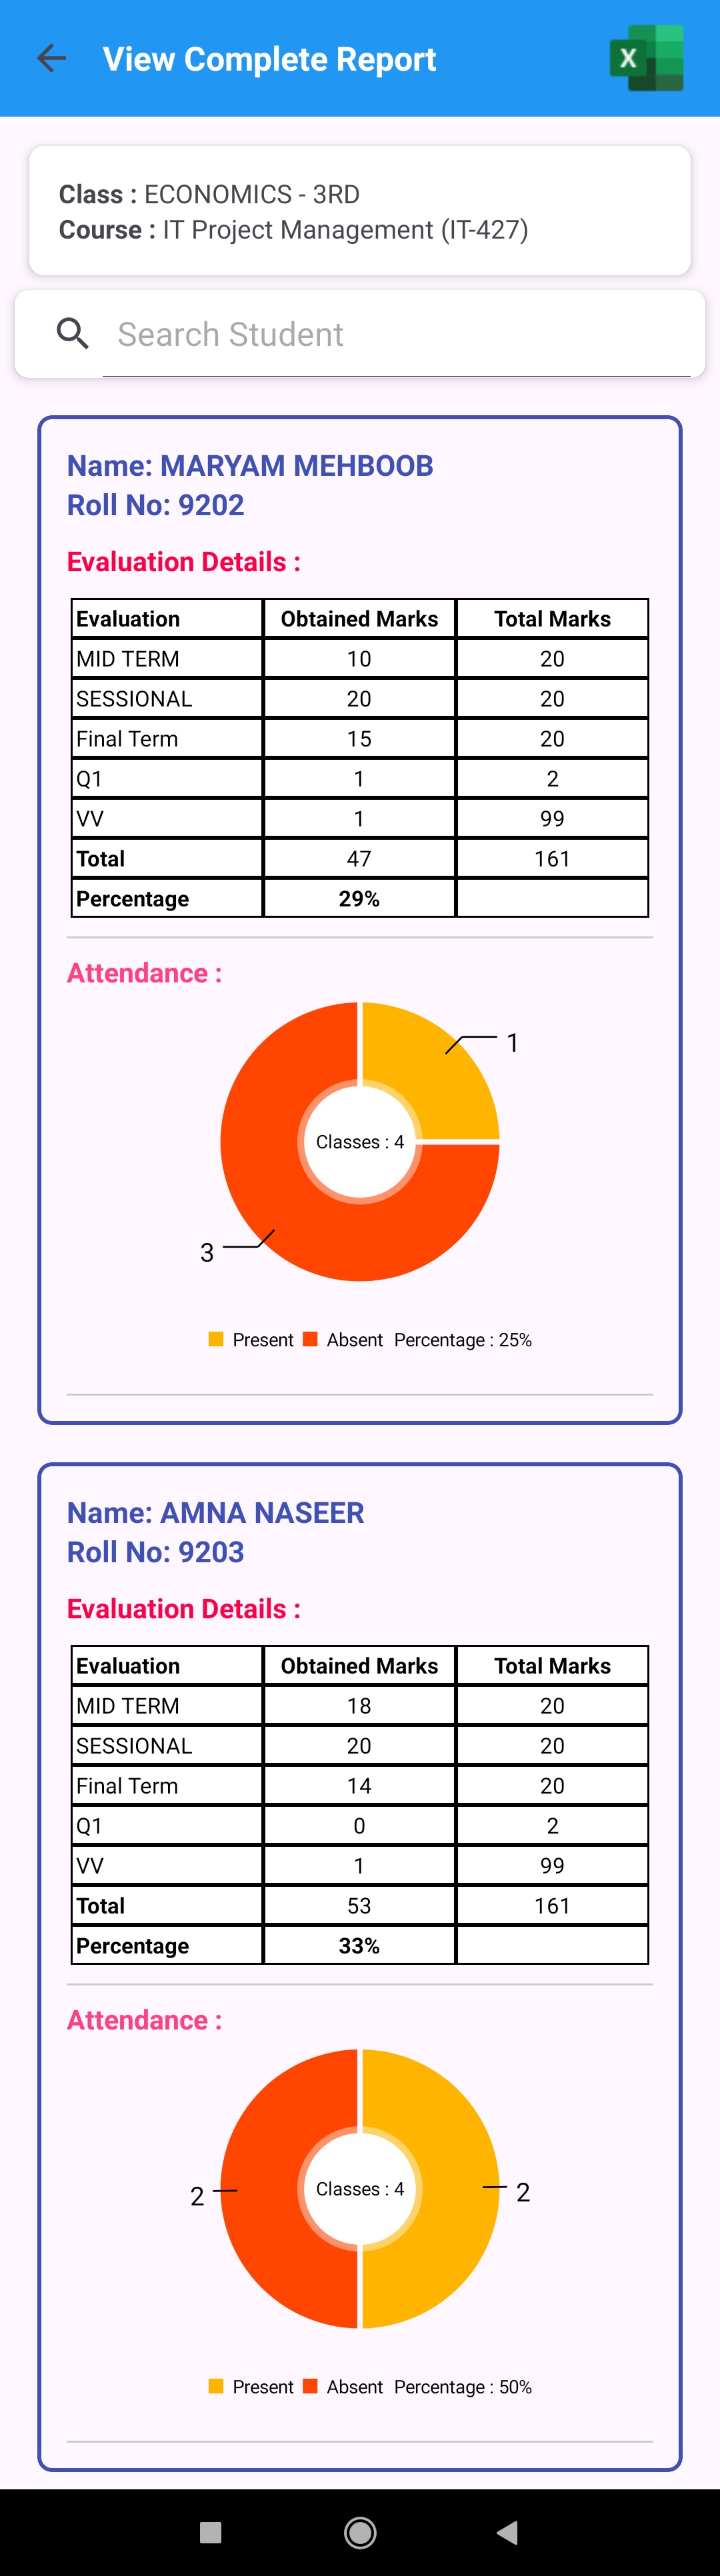 View Complete Report
X
Class : ECONOMICS - 3RD
Course : IT Project Management (IT-427)
Search Student
Name: MARYAM MEHBOOB
Roll No: 9202
Evaluation Details :
Evaluation Obtained Marks Total Marks
MID TERM 10 20
SESSIONAL 20 20
Final Term 15 20
Q1 1 2
VV 1 99
Total 47 161
Percentage 29%
Attendance :
1
Classes : 4
3
Present Absent Percentage : 25%
Name: AMNA NASEER
Roll No: 9203
Evaluation Details :
Evaluation Obtained Marks Total Marks
MID TERM 18 20
SESSIONAL 20 20
Final Term 14 20
Q1 0 2
VV 1 99
Total 53 161
Percentage 33%
Attendance :
2 Classes : 4 2
Present Absent Percentage : 50%